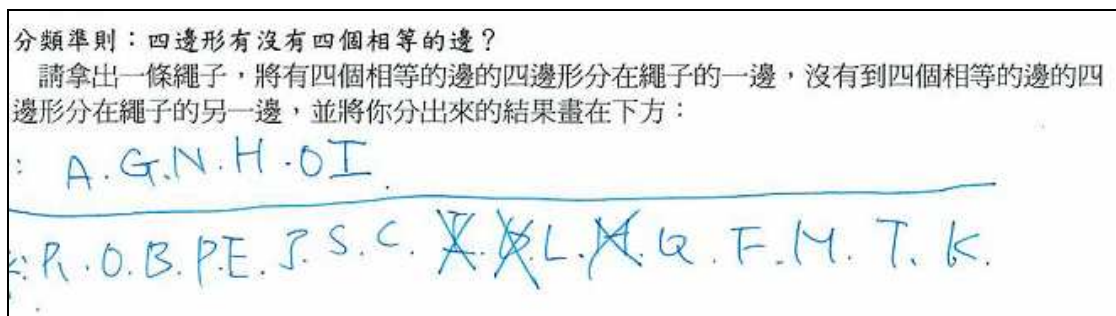 分類準則：四邊形有沒有四個相等的邊？
請拿出一條繩子，將有四個相等的邊的四邊形分在繩子的一邊，沒有到四個相等的邊的四
邊形分在繩子的另一邊，並將你分出來的結果畫在下方：
: A.G.N.H.OI.
R.O.B.P.E.J.S.C. L. Q.F.M.T.K.